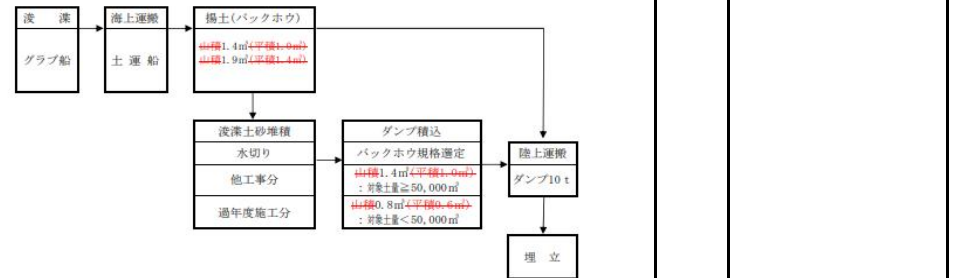 浚　渫
グラブ船
海上運搬
土 運 船
揚土(バックホウ)
山積1.4㎥(平積1.0㎥)
山積1.9㎥(平積1.4㎥)
浚渫土砂堆積
水切り
他工事分
過年度施工分
ダンプ積込
バックホウ規格選定
山積1.4㎥(平積1.0㎥)
：対象土量≧50,000㎥
山積0.8㎥(平積0.6㎥)
：対象土量＜50,000㎥
陸上運搬
ダンプ10ｔ
埋　立